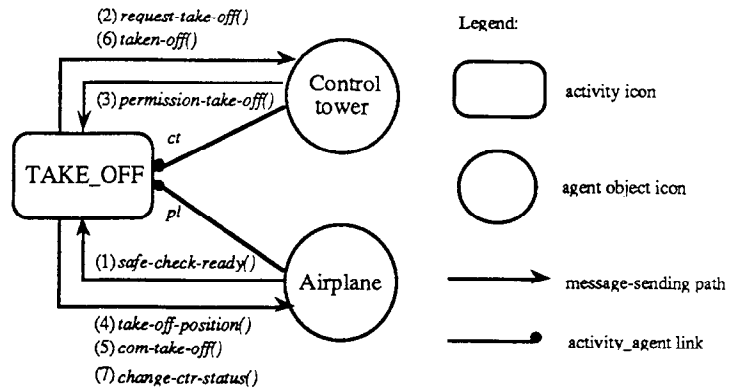 (2) request-take-off()
(6) taken-off()
Legend:
Control
tower
(3) permission-take-off()
activity icon
ct
TAKE_OFF
pl
agent object icon
(1) safe-check-ready()
Airplane
message-sending path
(4) take-off-position()
(5) com-take-off()
activity_agent link
(7) change-ctr-status()